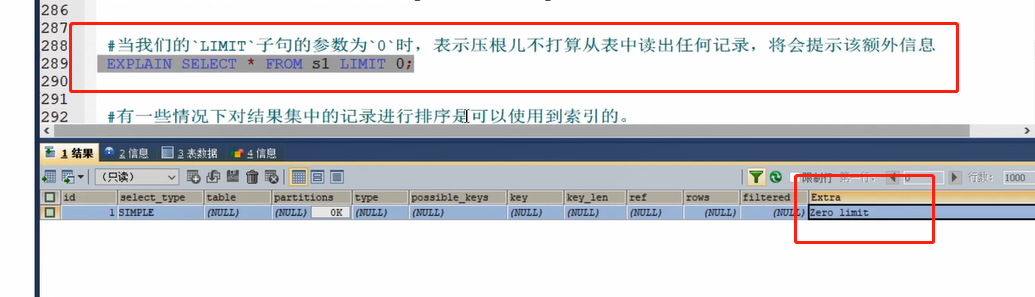 286
287
288 #当我们的`LIMIT`子句的参数为`0`时，表示压根儿不打算从表中读出任何记录，将会提示该额外信息
289 EXPLAIN SELECT * FROM s1 LIMIT 0;
290
291
292 #有一些情况下对结果集中的记录进行排序是可以使用到索引的。
1 结果 2 信息 3 表数据 4 信息
(只读) 限制行 第一行: 0 行数: 1000
id select_type table partitions type possible_keys key key_len ref rows filtered Extra
1 SIMPLE (NULL) (NULL) 0K (NULL) (NULL) (NULL) (NULL) (NULL) (NULL) (NULL) Zero limit